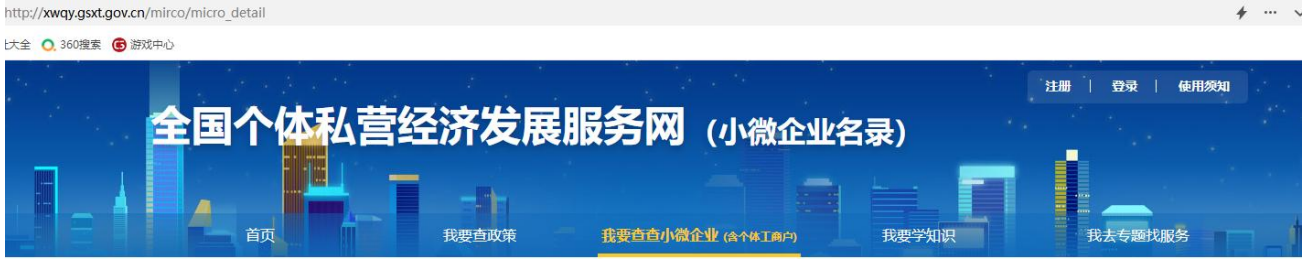 http://xwqy.gsxt.gov.cn/mirco/micro_detail
大全 360搜索 游戏中心
注册 | 登录 | 使用须知
全国个体私营经济发展服务网 (小微企业名录)
首页 我要查政策 我要查查小微企业 (含个体工商户) 我要学知识 我去专题找服务